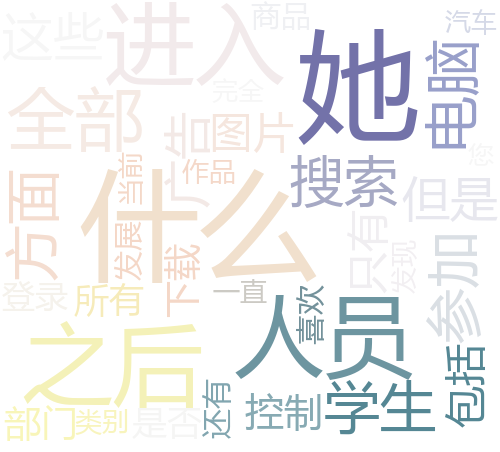 商品
汽车
这些
进入
她
电脑
完全
全部
广告
图片
您
当前
作品
搜索
什么
方面
但是
只有
发现
参加
发展
下载
一直
登录
所有
喜欢
人员
之后
包括
还有
学生
控制
部门
类别
是否